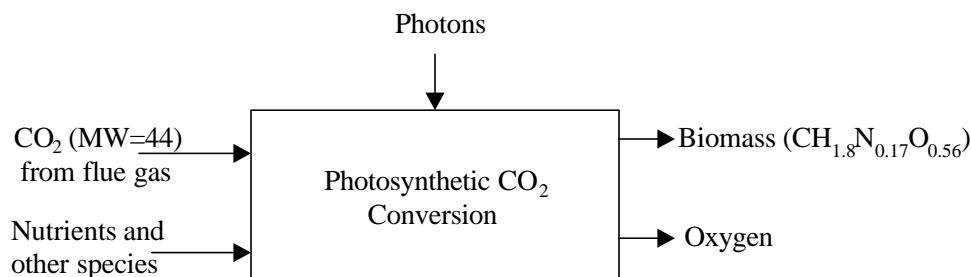 Photons
CO₂ (MW=44)
from flue gas
Photosynthetic CO₂
Conversion
Biomass (CH₁.₈N₀.₁₇O₀.₅₆)
Nutrients and
other species
Oxygen